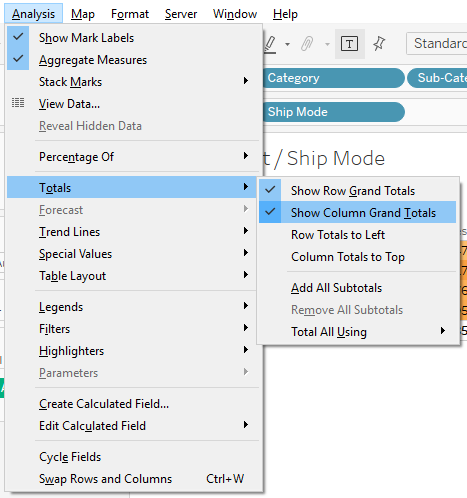 Analysis Map Format Server Window Help
Show Mark Labels
Aggregate Measures
Stack Marks
View Data...
Reveal Hidden Data
Percentage Of
Totals
Forecast
Trend Lines
Special Values
Table Layout
Legends
Filters
Highlighters
Parameters
Create Calculated Field...
Edit Calculated Field
Cycle Fields
Swap Rows and Columns Ctrl+W
T Standard
Category Sub-Cate
Ship Mode
/ Ship Mode
Show Row Grand Totals
Show Column Grand Totals
Row Totals to Left
Column Totals to Top
Add All Subtotals
Remove All Subtotals
Total All Using